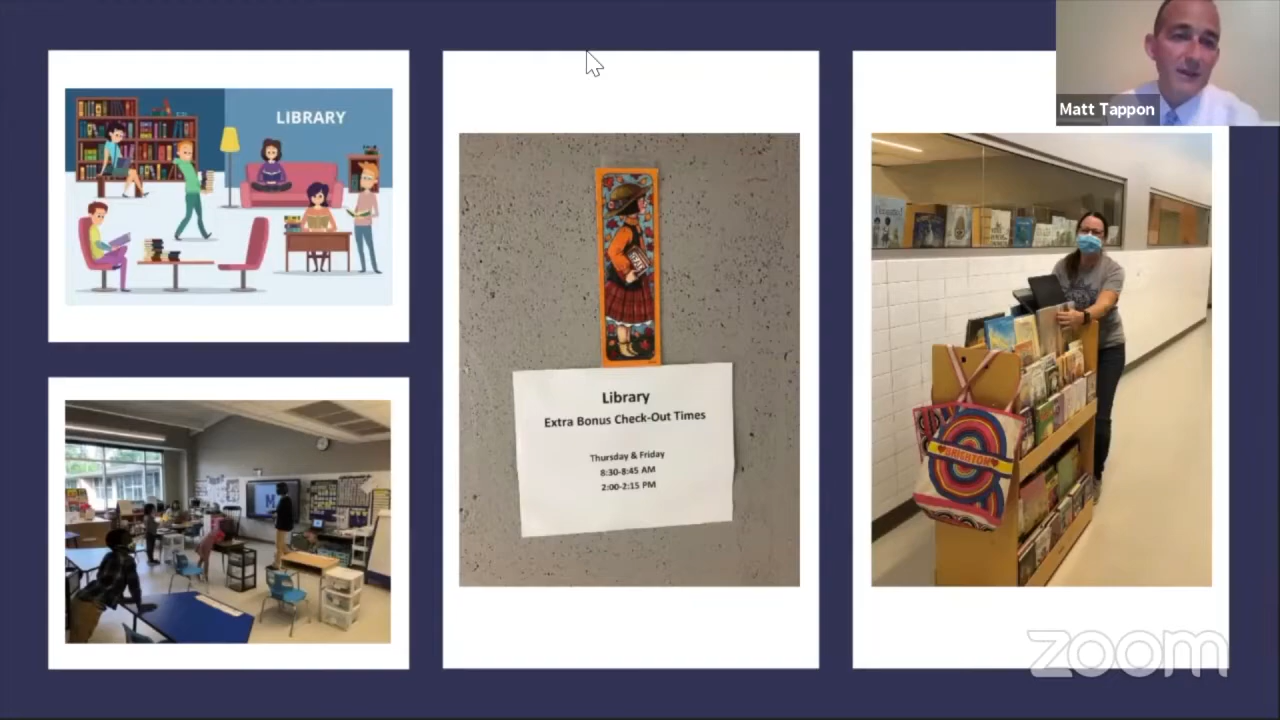 LIBRARY
Library
Extra Bonus Check-Out Times
Thursday & Friday
8:30-8:45 AM
2:00-2:15 PM
BRIGHTON
Matt Tappon
zoom